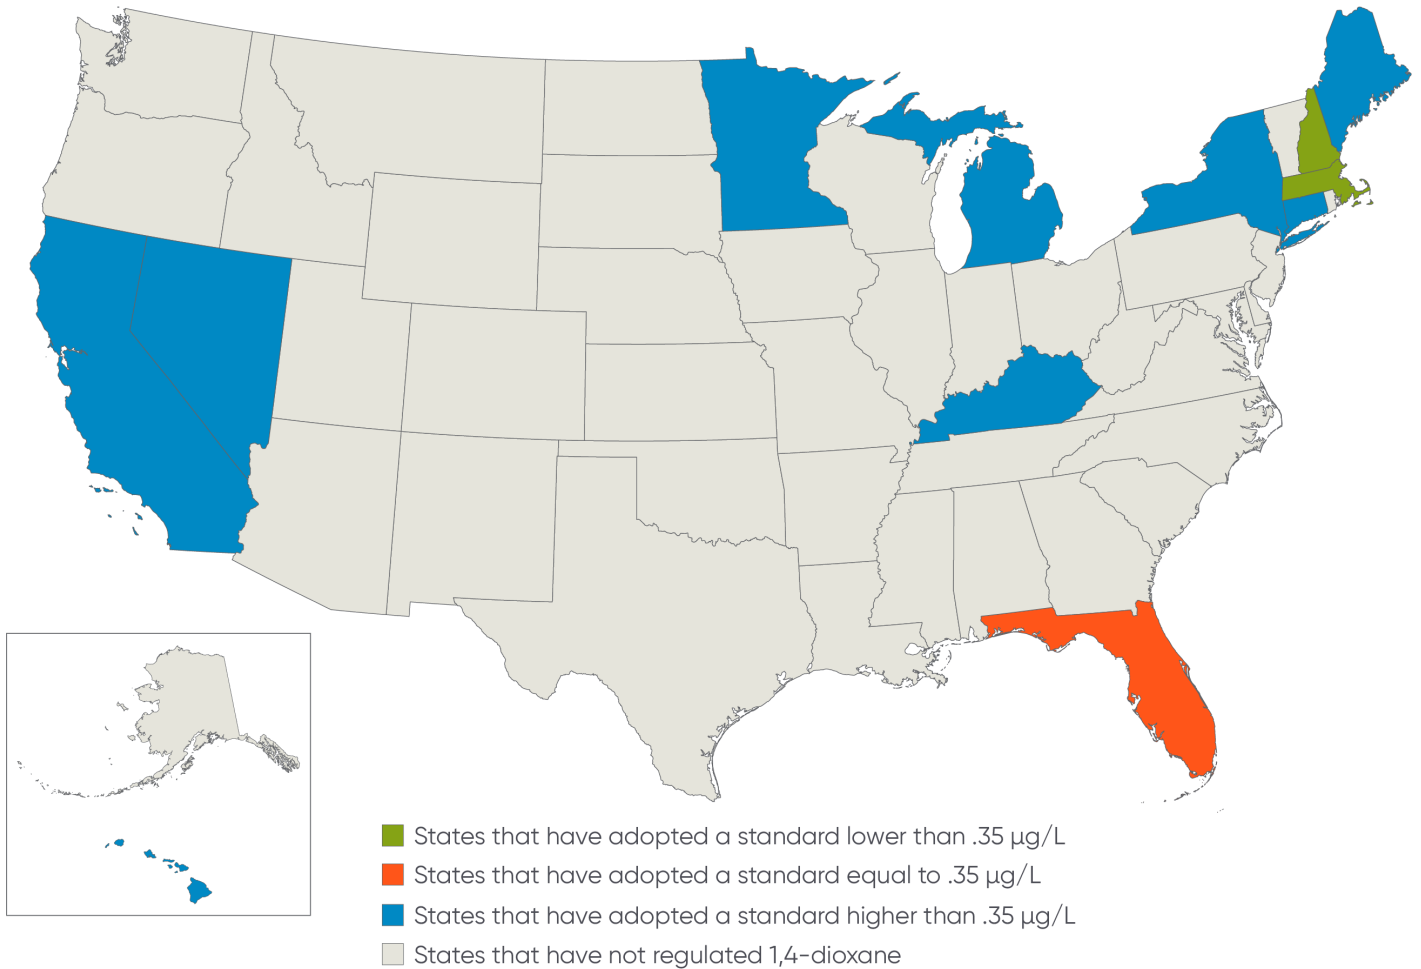 States that have adopted a standard lower than .35 µg/L
States that have adopted a standard equal to .35 µg/L
States that have adopted a standard higher than .35 µg/L
States that have not regulated 1,4-dioxane